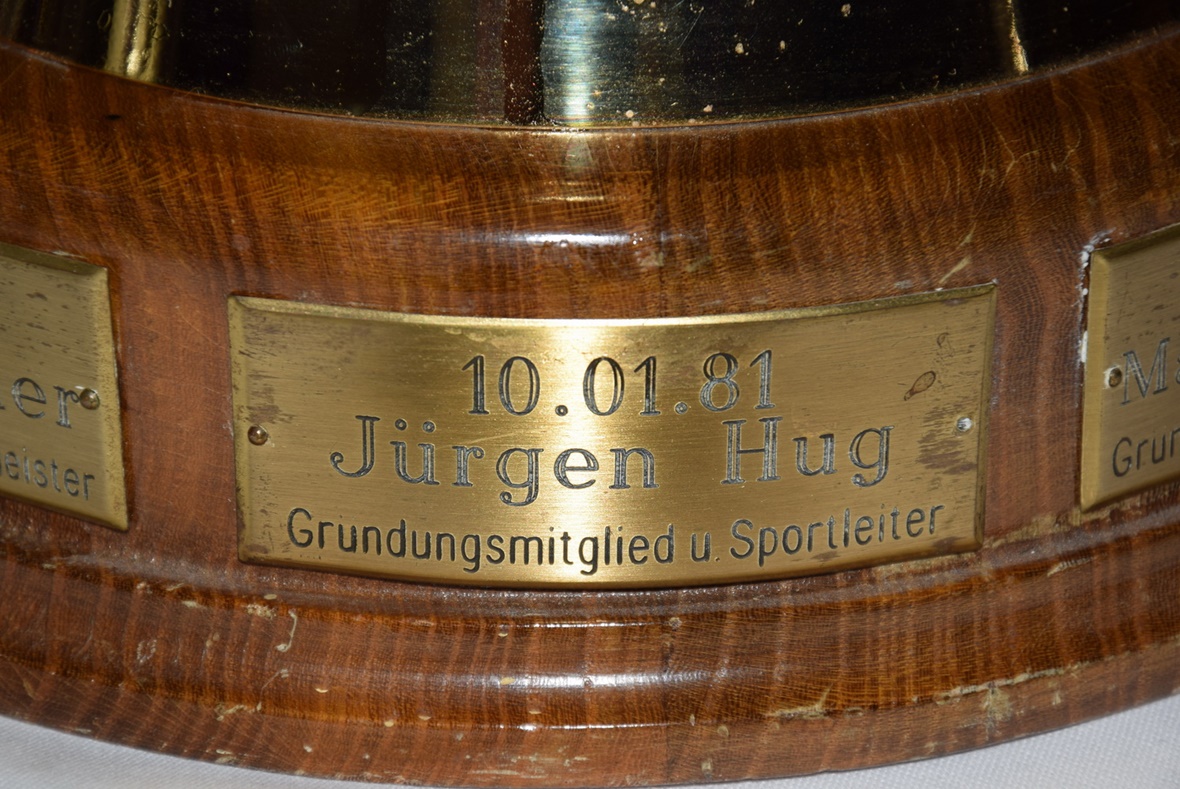 10.01.81
Jürgen Hug
Grundungsmitglied u. Sportleiter